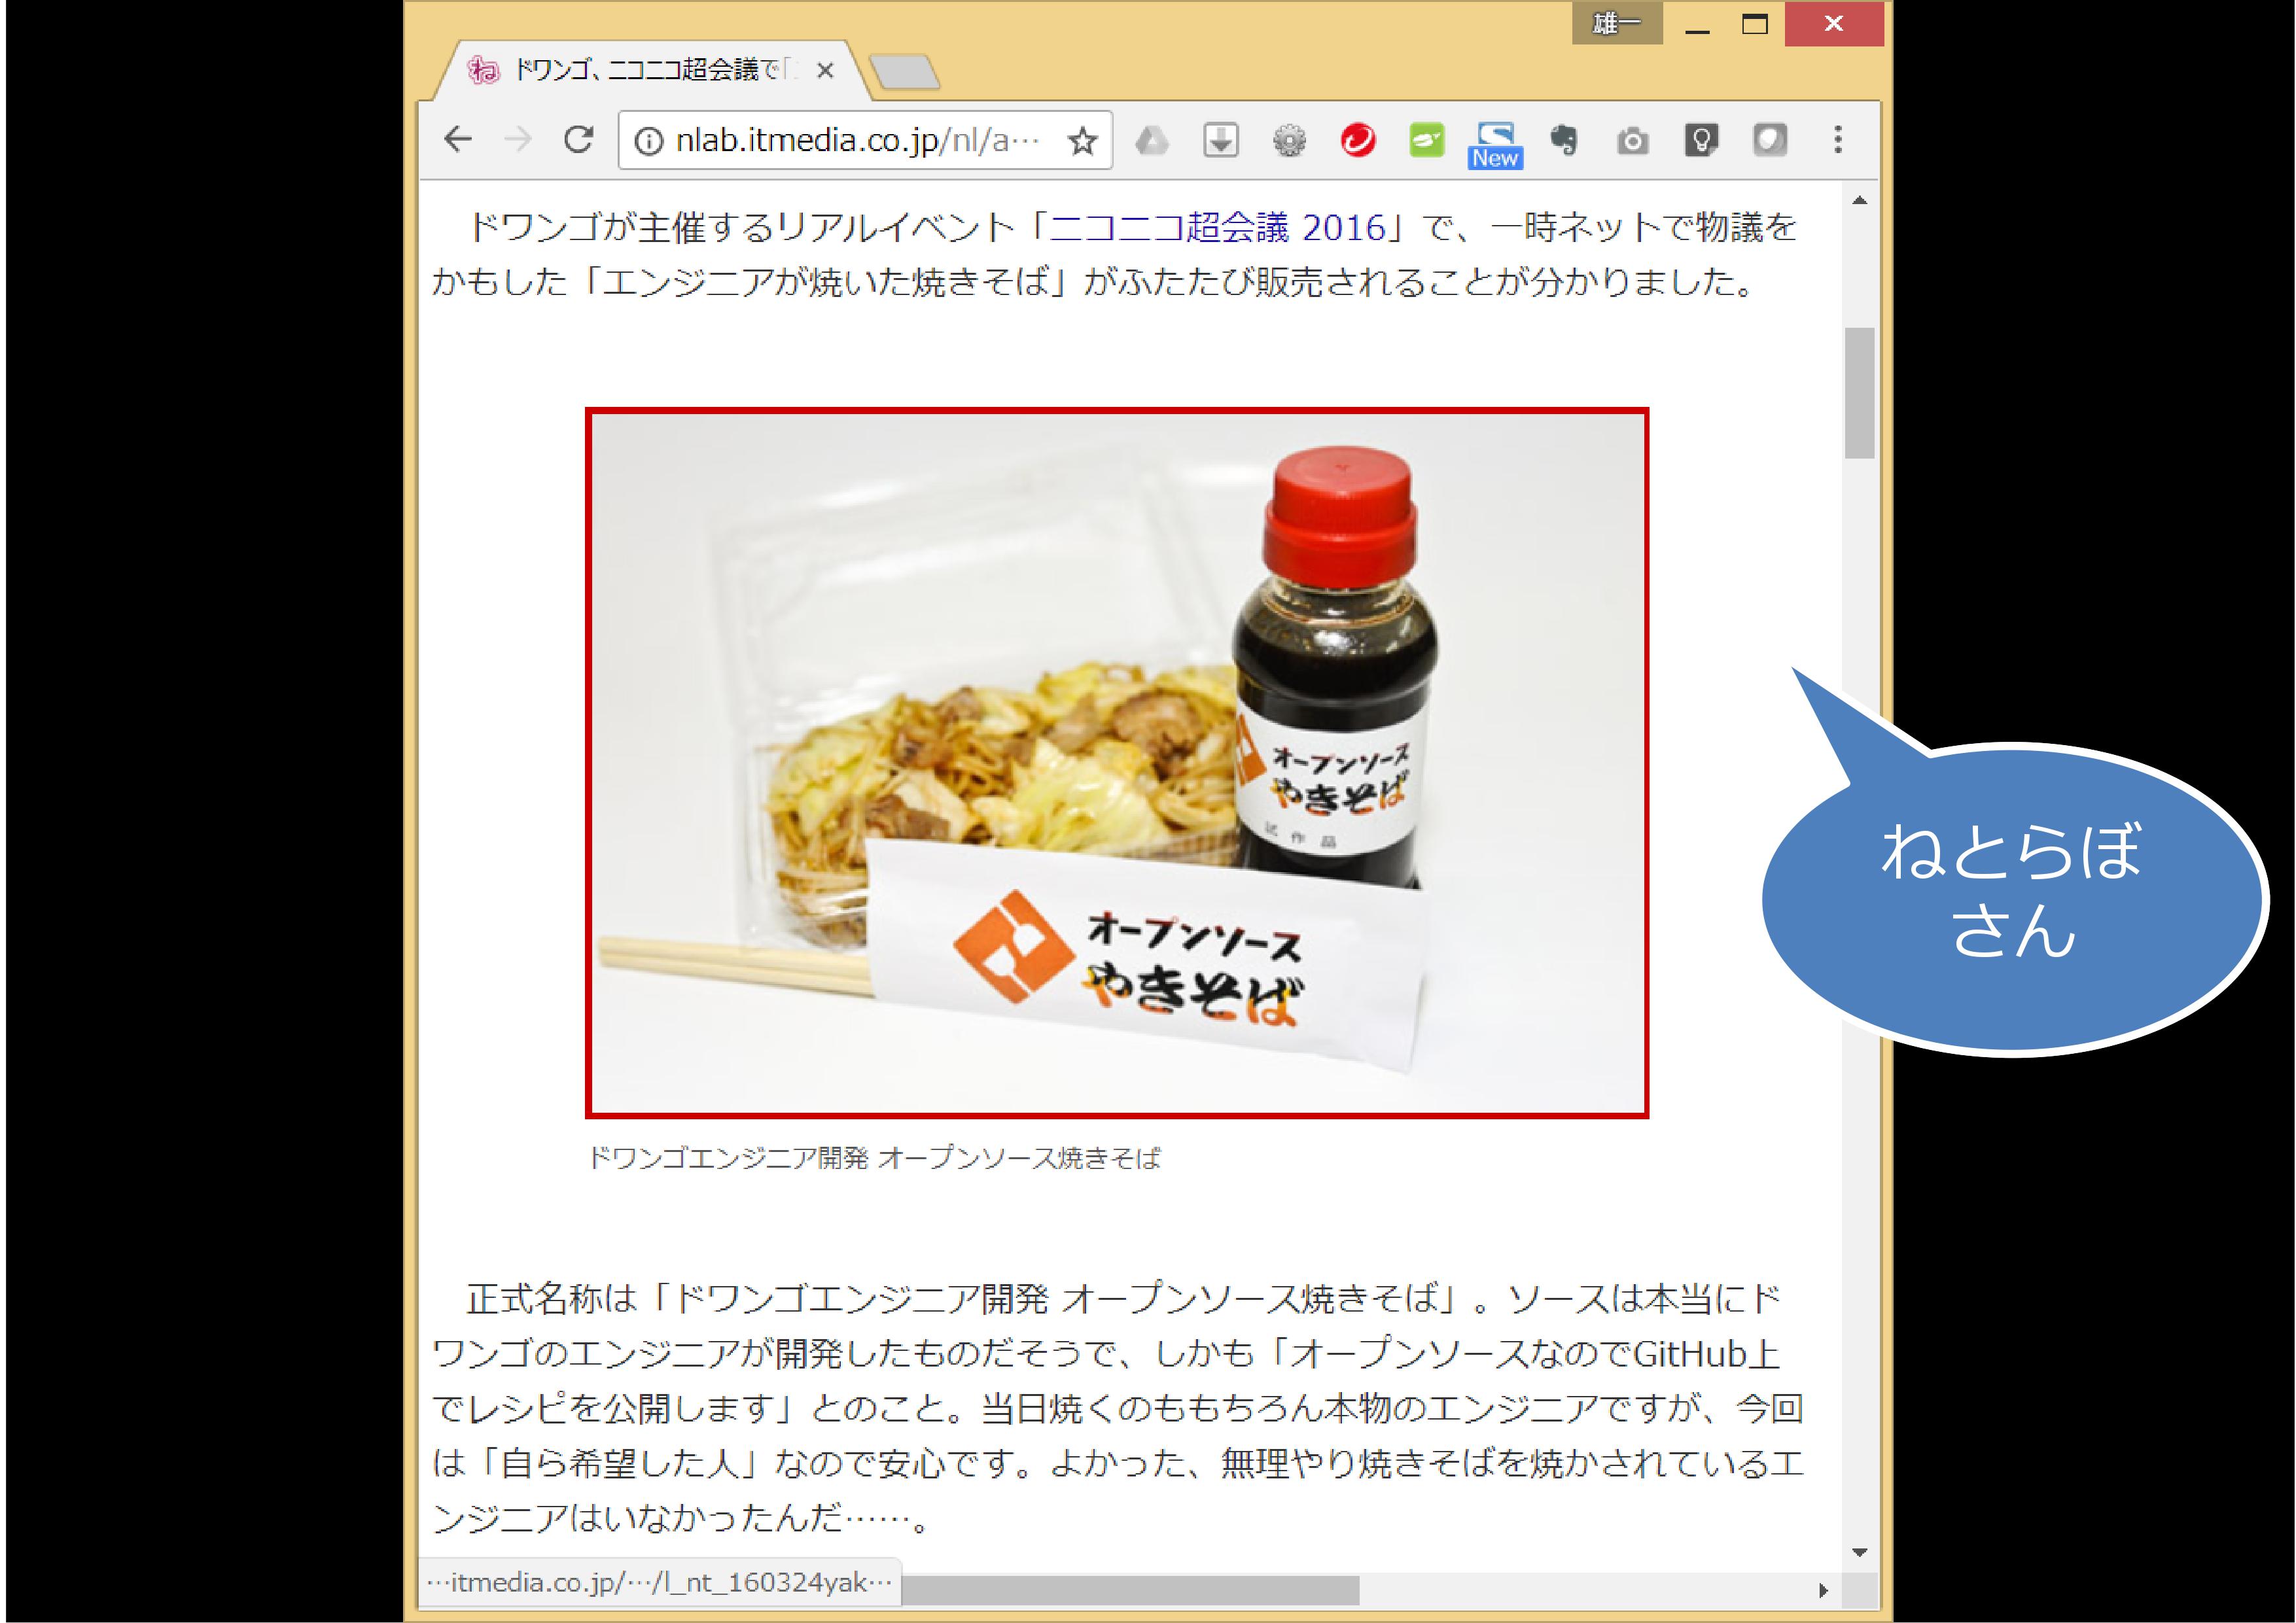 雄一
ドワンゴ、ニコニコ超会議で「
nlab.itmedia.co.jp/nl/a…
New
ドワンゴが主催するリアルイベント「ニコニコ超会議 2016」で、一時ネットで物議を
かもした「エンジニアが焼いた焼きそば」がふたたび販売されることが分かりました。
オープンソース
やきそば
試作品
オープンソース
やきそば
ねとらぼ
さん
ドワンゴエンジニア開発 オープンソース焼きそば
正式名称は「ドワンゴエンジニア開発 オープンソース焼きそば」。ソースは本当にド
ワンゴのエンジニアが開発したものだそうで、しかも「オープンソースなのでGitHub上
でレシピを公開します」とのこと。当日焼くのももちろん本物のエンジニアですが、今回
は「自ら希望した人」なので安心です。よかった、無理やり焼きそばを焼かされているエ
ンジニアはいなかったんだ……。
…itmedia.co.jp/…/l_nt_160324yak…